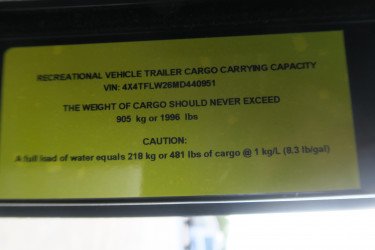 RECREATIONAL VEHICLE TRAILER CARGO CARRYING CAPACITY
VIN: 4X4TFLW26MD440951
THE WEIGHT OF CARGO SHOULD NEVER EXCEED
905 kg or 1996 lbs
CAUTION:
A full load of water equals 218 kg or 481 lbs of cargo @ 1 kg/L (8.3 lb/gal)